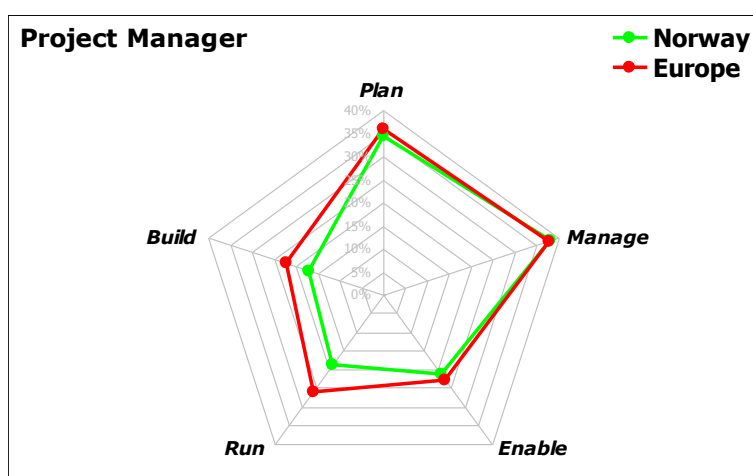 Project Manager
Norway
Europe
Plan
40%
35%
30%
25%
20%
15%
10%
5%
0%
Build
Manage
Run
Enable